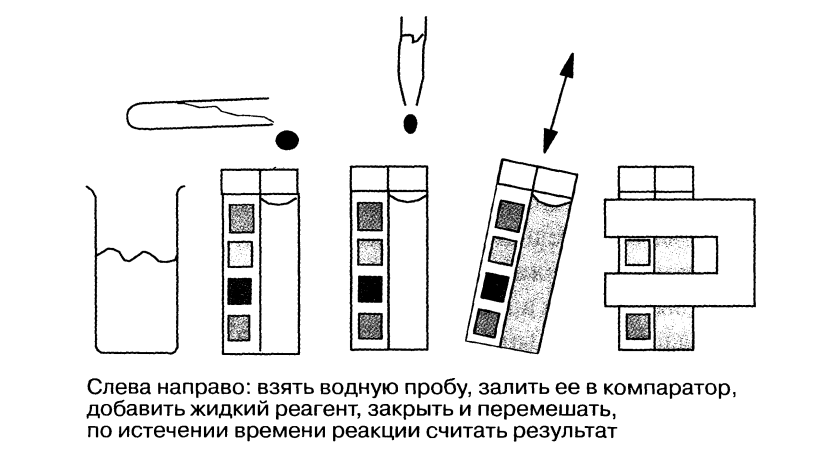 Слева направо: взять водную пробу, залить ее в компаратор,
добавить жидкий реагент, закрыть и перемешать,
по истечении времени реакции считать результат